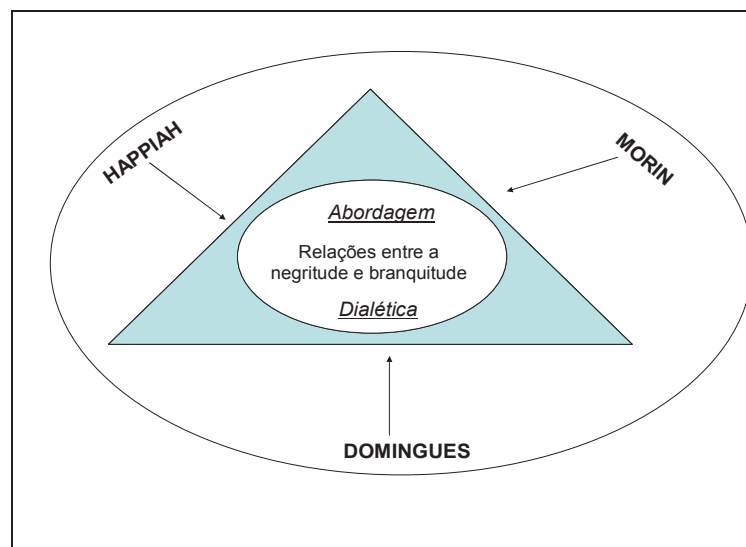 HAPPIAH
MORIN
Abordagem
Relações entre a
negritude e branquitude
Dialética
DOMINGUES